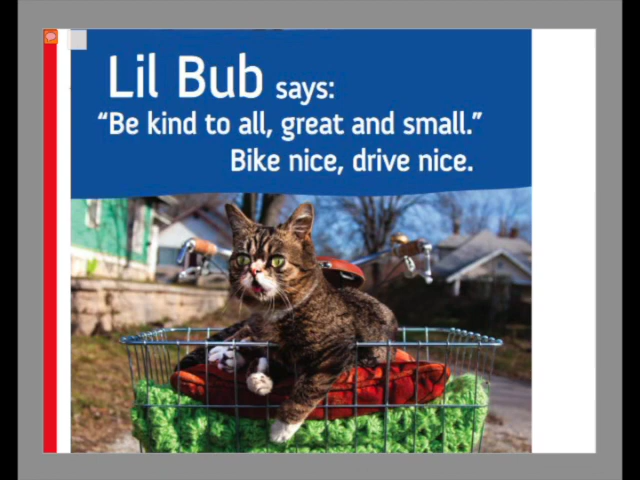 Lil Bub says:
“Be kind to all, great and small.”
Bike nice, drive nice.